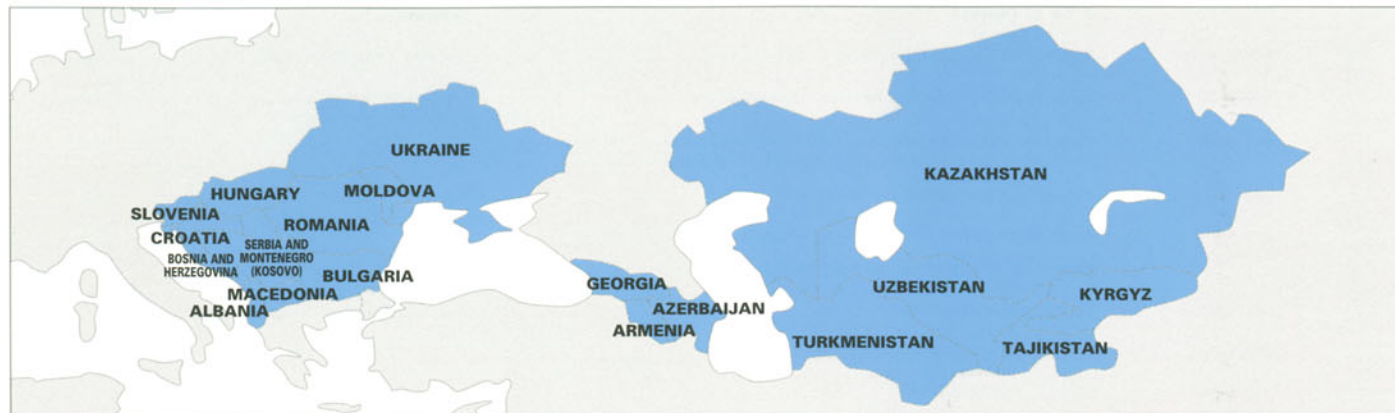 UKRAINE
KAZAKHSTAN
HUNGARY
MOLDOVA
SLOVENIA
ROMANIA
CROATIA
SERBIA AND
MONTENEGRO
(KOSOVO)
BOSNIA AND
HERZEGOVINA
BULGARIA
GEORGIA
UZBEKISTAN
KYRGYZ
MACEDONIA
ALBANIA
AZERBAIJAN
ARMENIA
TURKMENISTAN
TAJIKISTAN